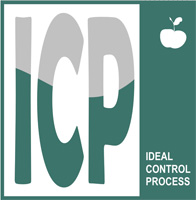 ICP
IDEAL
CONTROL
PROCESS